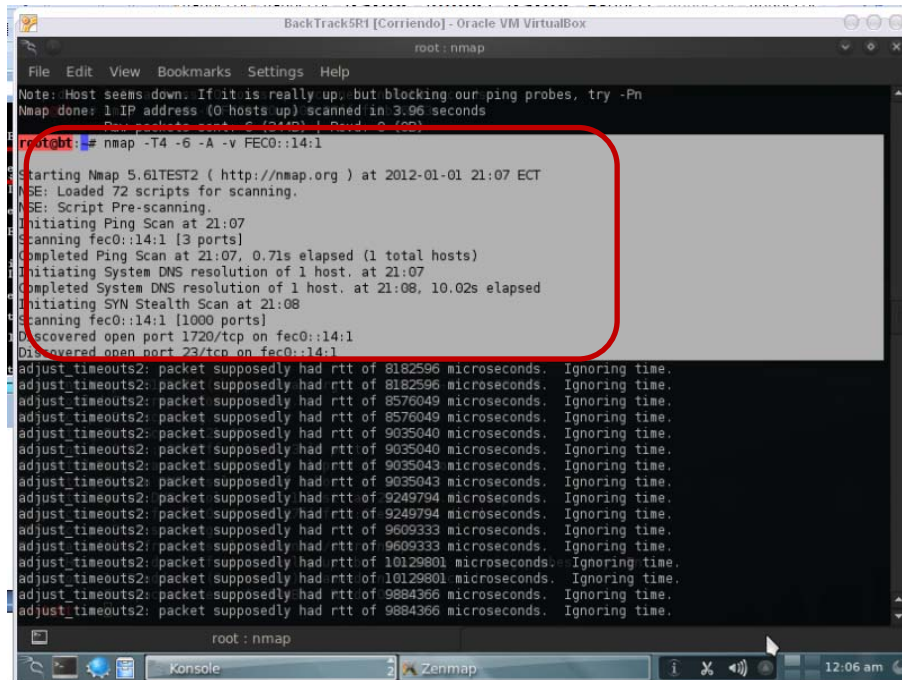 BackTrack5R1 [Corriendo] - Oracle VM VirtualBox
root : nmap
File Edit View Bookmarks Settings Help
Note: Host seems down. If it is really up, but blocking our ping probes, try -Pn
Nmap done: 1 IP address (0 hosts up) scanned in 3.96 seconds
root@bt:~# nmap -T4 -6 -A -v FEC0::14:1
Starting Nmap 5.61TEST2 ( http://nmap.org ) at 2012-01-01 21:07 ECT
NSE: Loaded 72 scripts for scanning.
NSE: Script Pre-scanning.
Initiating Ping Scan at 21:07
Scanning fec0::14:1 [3 ports]
Completed Ping Scan at 21:07, 0.71s elapsed (1 total hosts)
Initiating System DNS resolution of 1 host. at 21:07
Completed System DNS resolution of 1 host. at 21:08, 10.02s elapsed
Initiating SYN Stealth Scan at 21:08
Scanning fec0::14:1 [1000 ports]
Discovered open port 1720/tcp on fec0::14:1
Discovered open port 23/tcp on fec0::14:1
adjust_timeouts2: packet supposedly had rtt of 8182596 microseconds. Ignoring time.
adjust_timeouts2: packet supposedly had rtt of 8182596 microseconds. Ignoring time.
adjust_timeouts2: packet supposedly had rtt of 8576049 microseconds. Ignoring time.
adjust_timeouts2: packet supposedly had rtt of 8576049 microseconds. Ignoring time.
adjust_timeouts2: packet supposedly had rtt of 9035040 microseconds. Ignoring time.
adjust_timeouts2: packet supposedly had rtt of 9035040 microseconds. Ignoring time.
adjust_timeouts2: packet supposedly had rtt of 9035043 microseconds. Ignoring time.
adjust_timeouts2: packet supposedly had rtt of 9035043 microseconds. Ignoring time.
adjust_timeouts2: packet supposedly had rtt of 9249794 microseconds. Ignoring time.
adjust_timeouts2: packet supposedly had rtt of 9249794 microseconds. Ignoring time.
adjust_timeouts2: packet supposedly had rtt of 9609333 microseconds. Ignoring time.
adjust_timeouts2: packet supposedly had rtt of 9609333 microseconds. Ignoring time.
adjust_timeouts2: packet supposedly had rtt of 10129801 microseconds. Ignoring time.
adjust_timeouts2: packet supposedly had rtt of 10129801 microseconds. Ignoring time.
adjust_timeouts2: packet supposedly had rtt of 9884366 microseconds. Ignoring time.
adjust_timeouts2: packet supposedly had rtt of 9884366 microseconds. Ignoring time.
root : nmap
Konsole 2 Zenmap 12:06 am